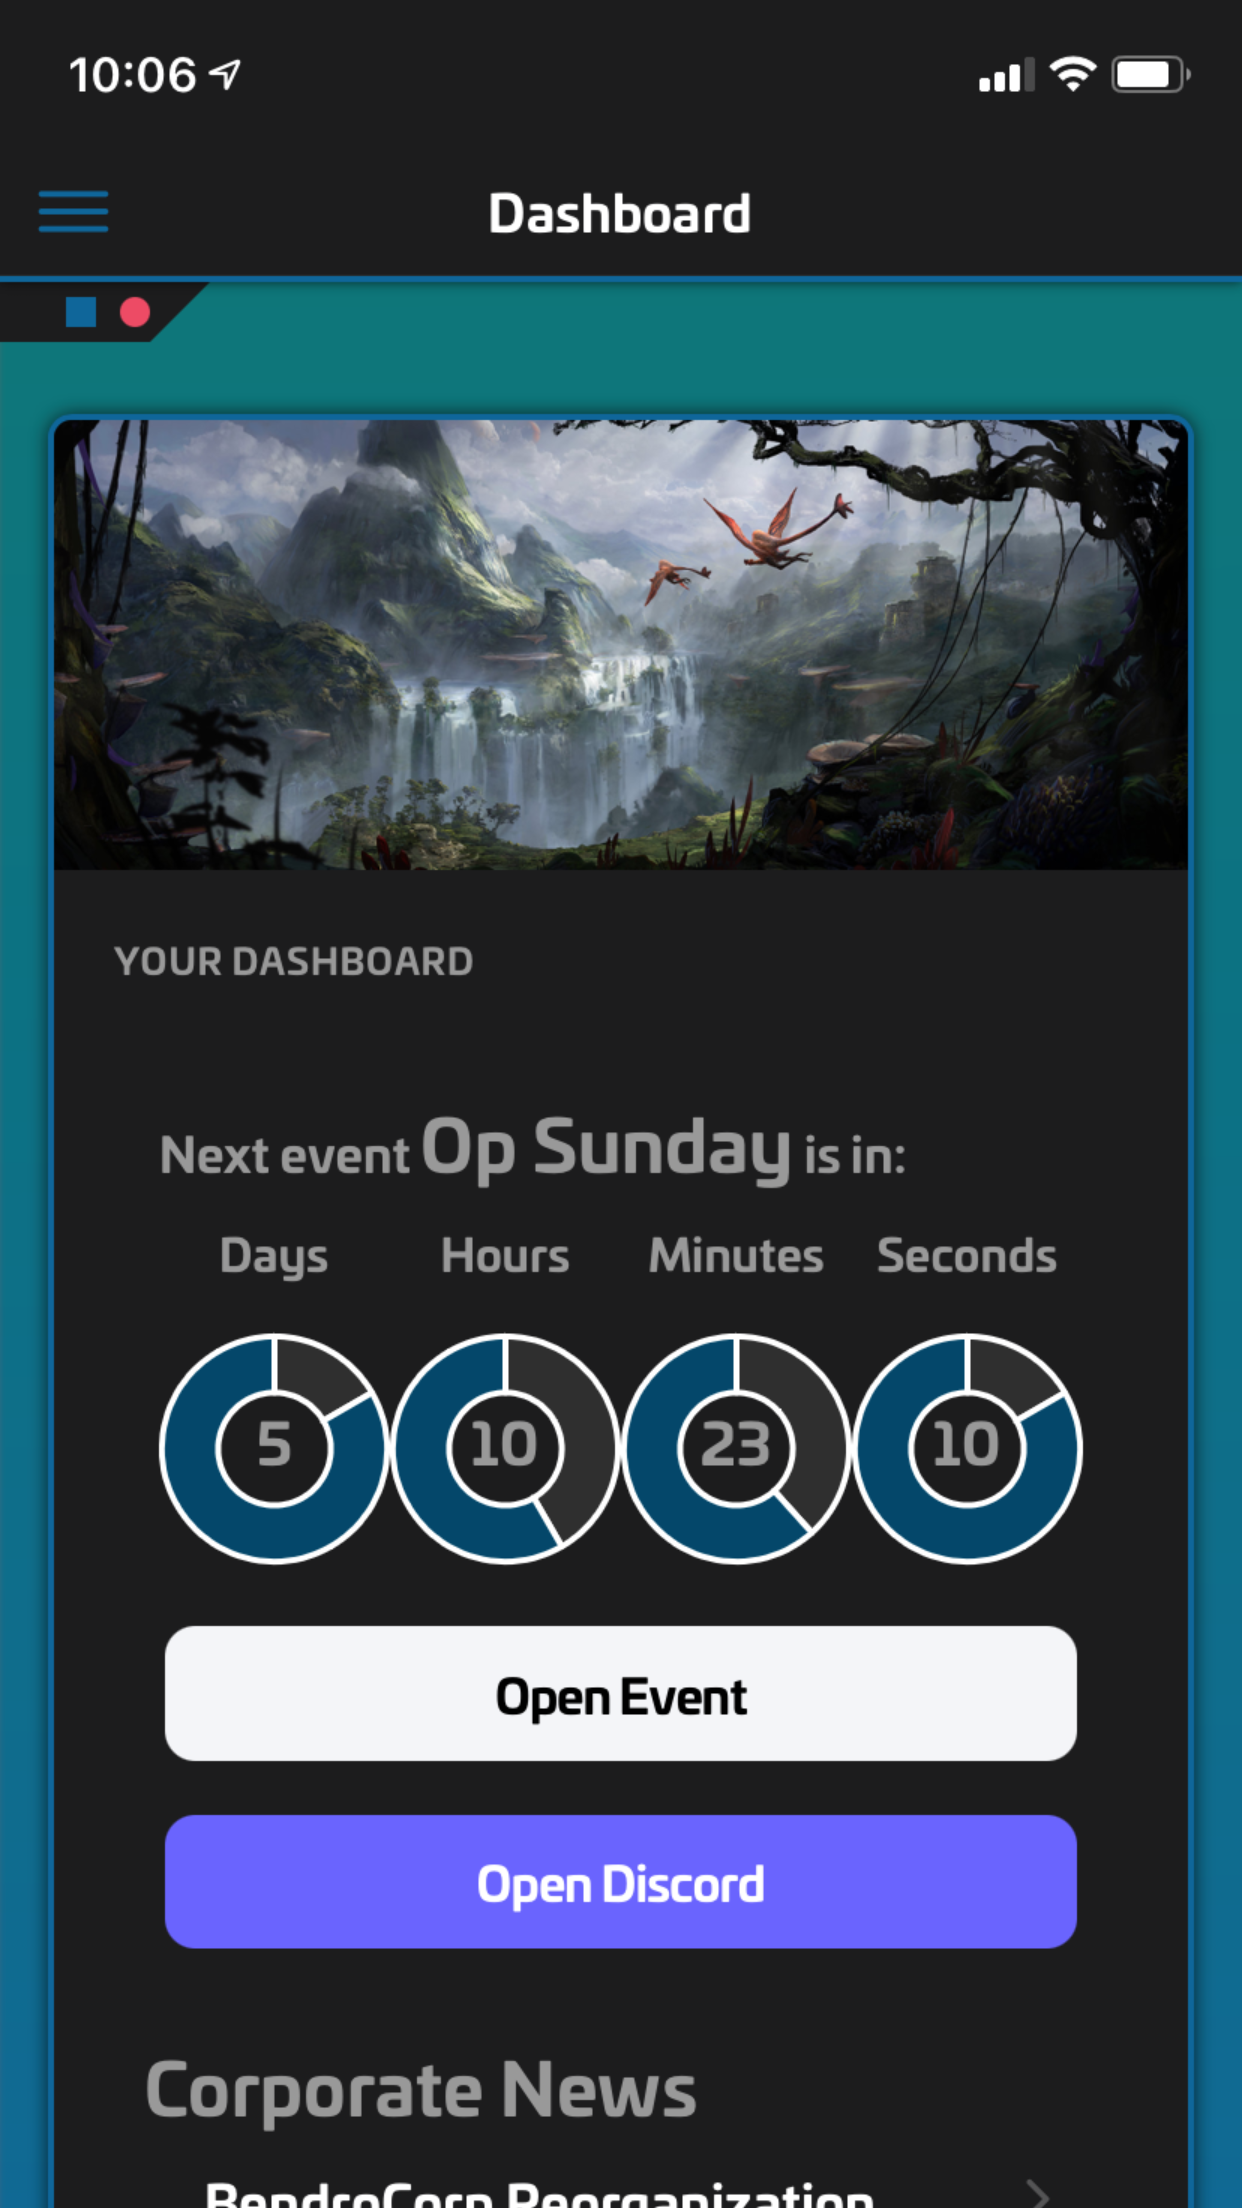 10:06
Dashboard
YOUR DASHBOARD
Next event Op Sunday is in:
Days Hours Minutes Seconds
5 10 23 10
Open Event
Open Discord
Corporate News
BendroCorp Reorganization